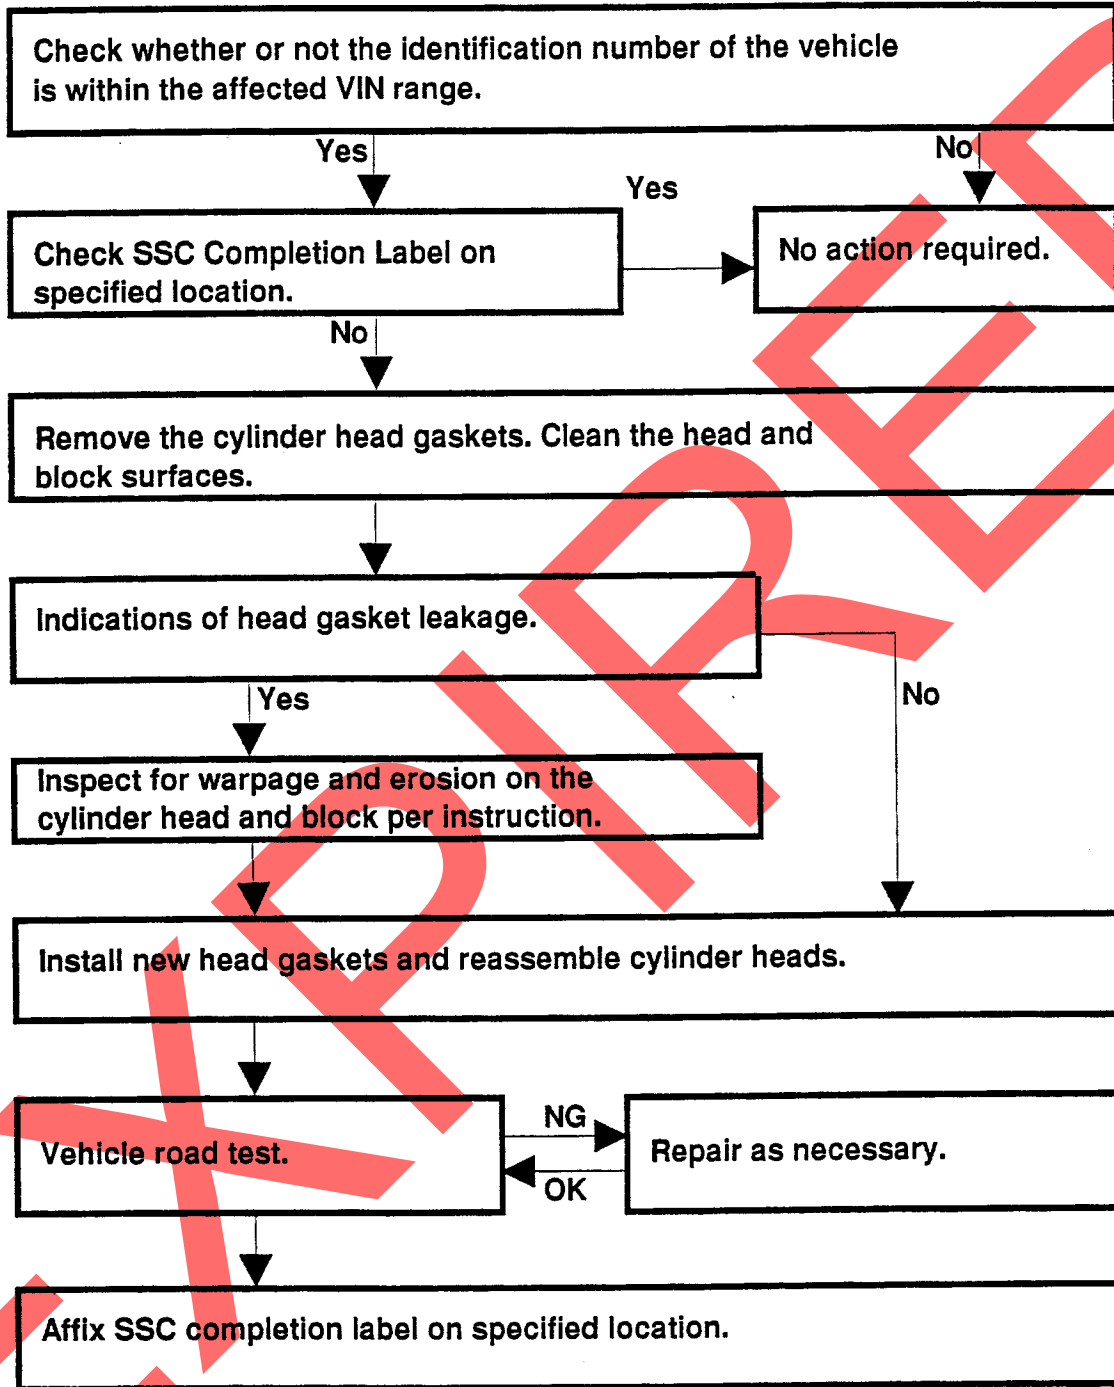 Check whether or not the identification number of the vehicle
is within the affected VIN range.
Yes
No
Yes
Check SSC Completion Label on
specified location.
No action required.
No
Remove the cylinder head gaskets. Clean the head and
block surfaces.
Indications of head gasket leakage.
Yes
No
Inspect for warpage and erosion on the
cylinder head and block per instruction.
Install new head gaskets and reassemble cylinder heads.
Vehicle road test.
NG
OK
Repair as necessary.
Affix SSC completion label on specified location.
EXPIRED